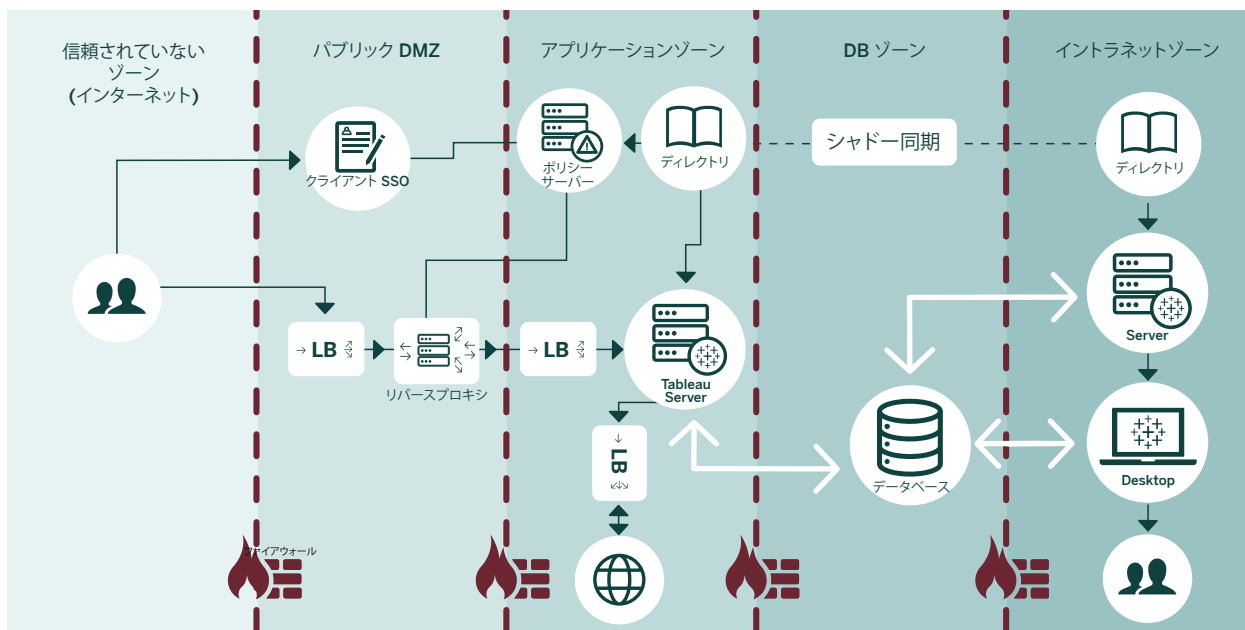 信頼されていない
ゾーン
(インターネット)
パブリック DMZ
アプリケーションゾーン
DB ゾーン
イントラネットゾーン
クライアント SSO
ポリシー
サーバー
ディレクトリ
シャドー同期
ディレクトリ
LB
リバースプロキシ
LB
Tableau
Server
Server
LB
データベース
Desktop
ファイアウォール